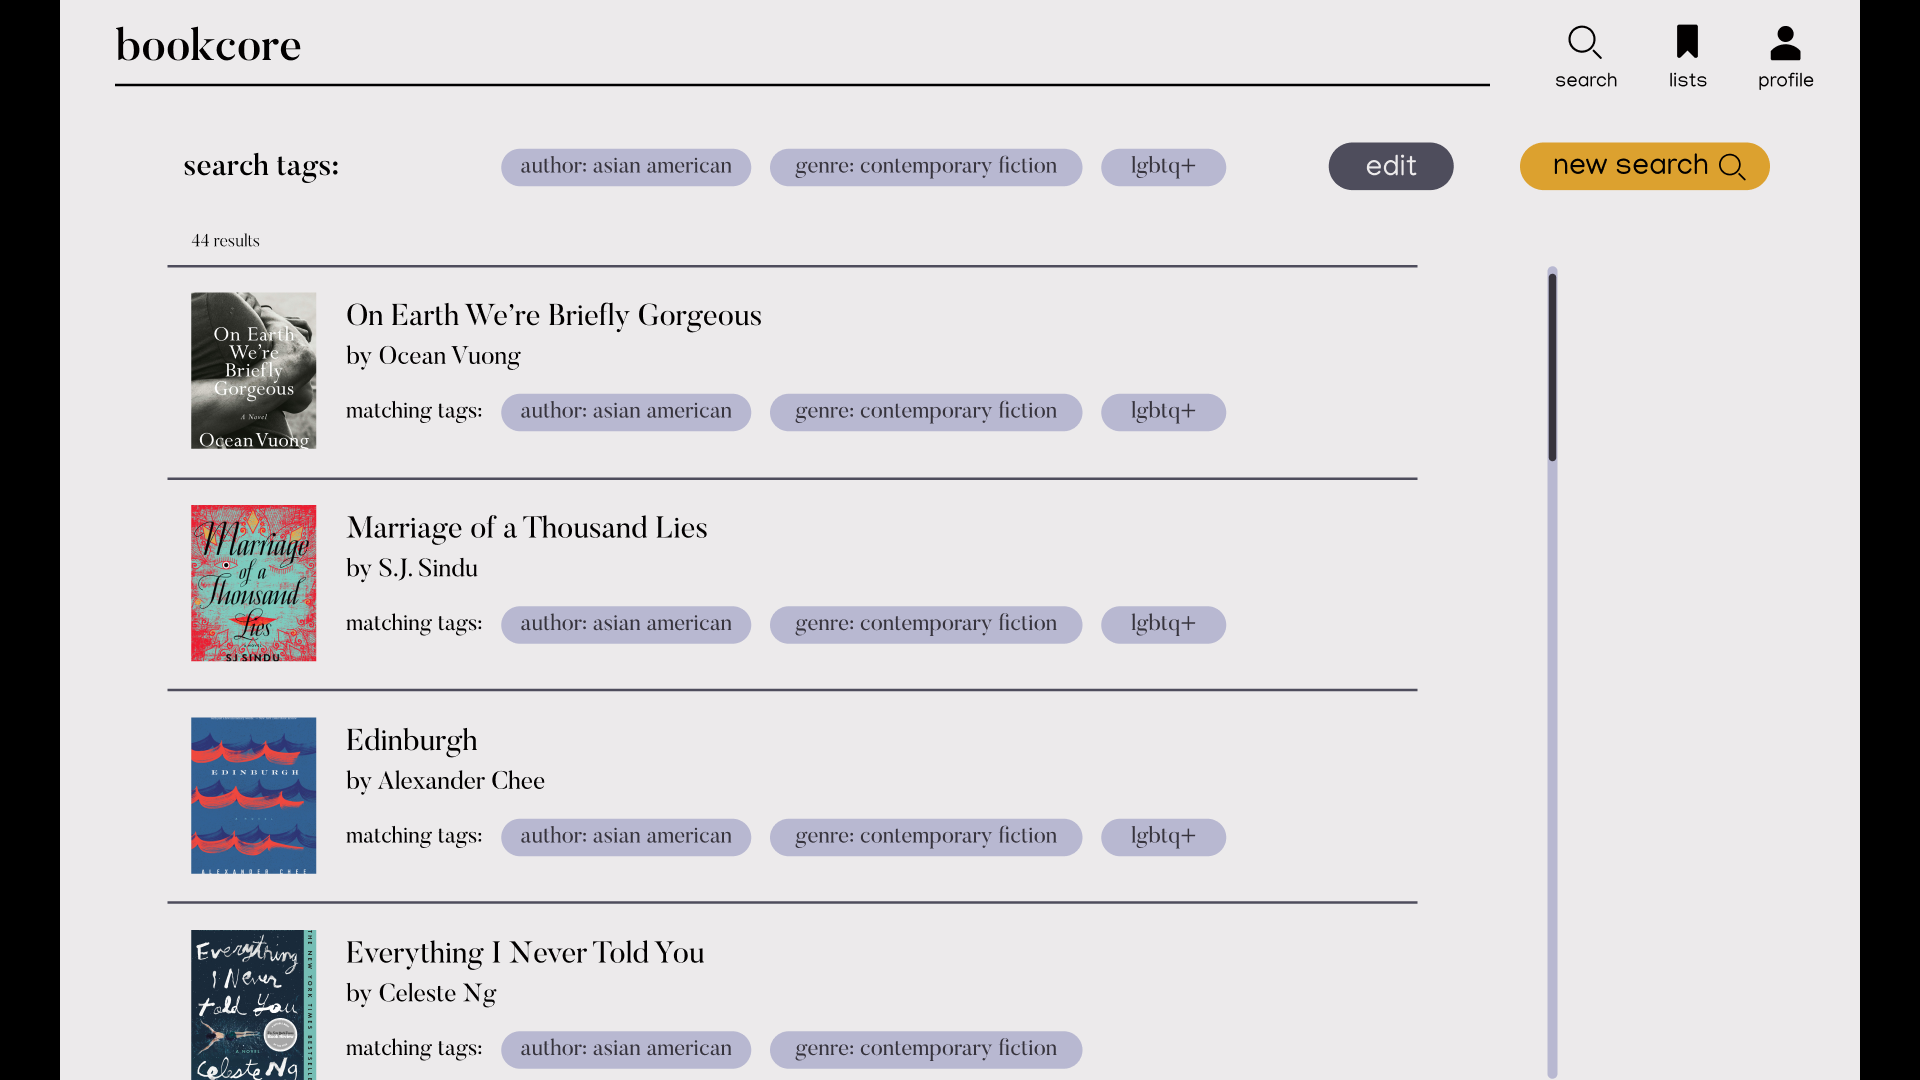 bookcore
search
lists
profile
search tags:
author: asian american
genre: contemporary fiction
lgbtq+
edit
new search
44 results
On Earth
We're
Briefly
Gorgeous
A Novel
Ocean Vuong
On Earth We're Briefly Gorgeous
by Ocean Vuong
matching tags:
author: asian american
genre: contemporary fiction
lgbtq+
Marriage
of a
Thousand
Lies
SJ SINDU
Marriage of a Thousand Lies
by S.J. Sindu
matching tags:
author: asian american
genre: contemporary fiction
lgbtq+
EDINBURGH
A NOVEL
ALEXANDER CHEE
Edinburgh
by Alexander Chee
matching tags:
author: asian american
genre: contemporary fiction
lgbtq+
Everything
I Never
told You
A NOVEL
Celeste Ng
THE NEW YORK TIMES BESTSELL
Everything I Never Told You
by Celeste Ng
matching tags:
author: asian american
genre: contemporary fiction